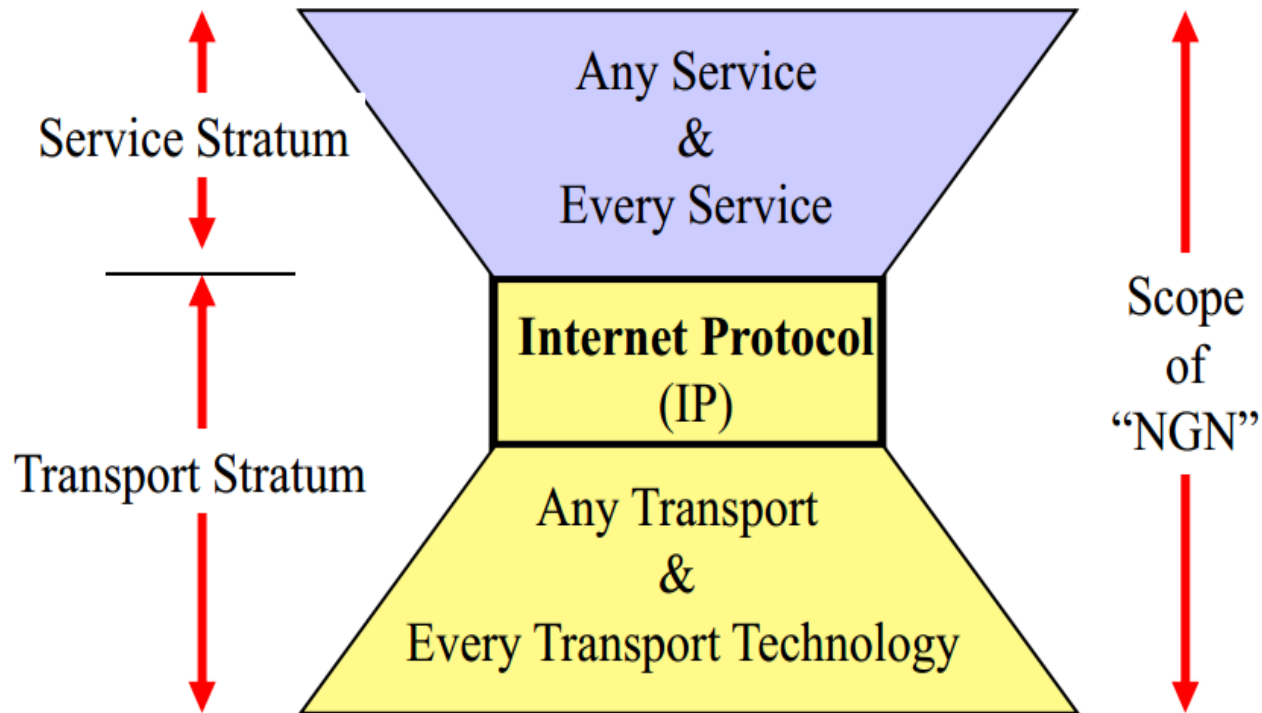 Service Stratum
Transport Stratum
Any Service
&
Every Service
Internet Protocol
(IP)
Any Transport
&
Every Transport Technology
Scope
of
“NGN”